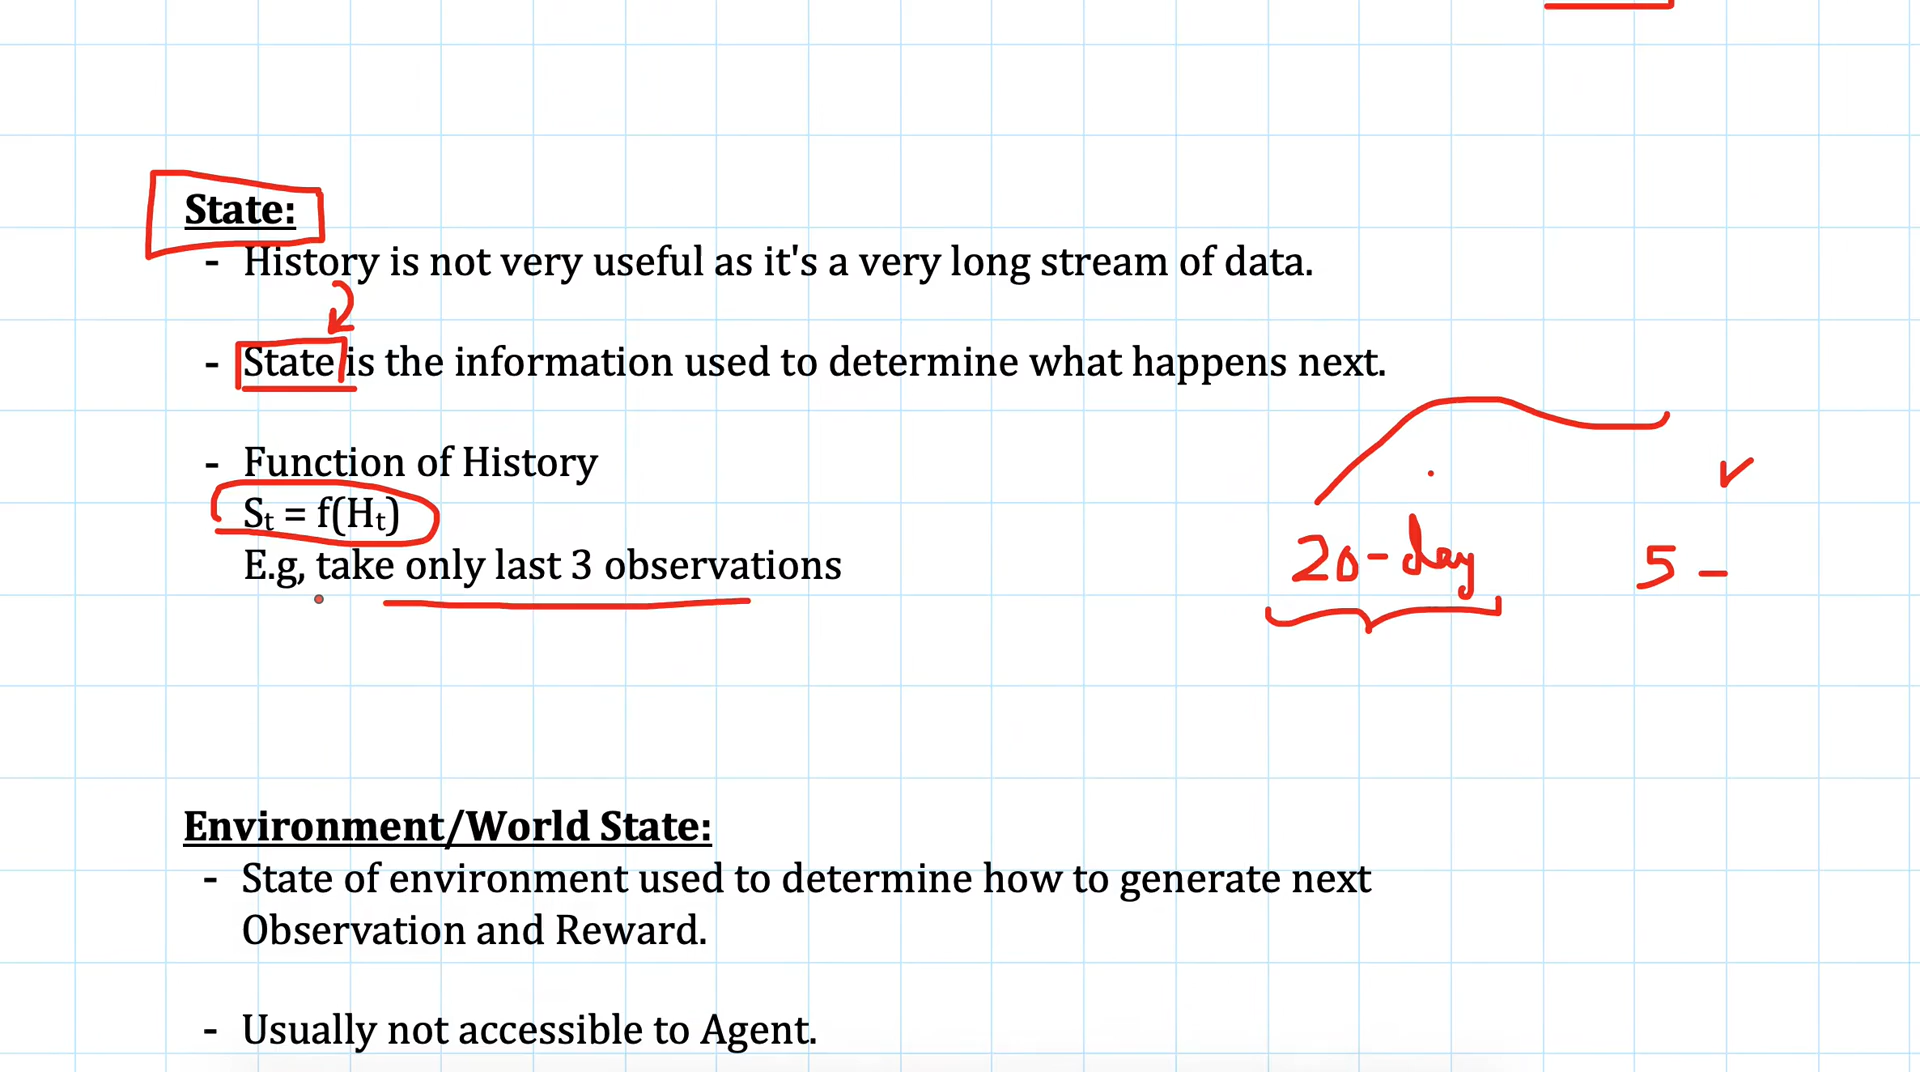 State:
- History is not very useful as it's a very long stream of data.
- State is the information used to determine what happens next.
- Function of History
Sₜ = f(Hₜ)
E.g, take only last 3 observations
20-day 5 -
Environment/World State:
- State of environment used to determine how to generate next
Observation and Reward.
- Usually not accessible to Agent.